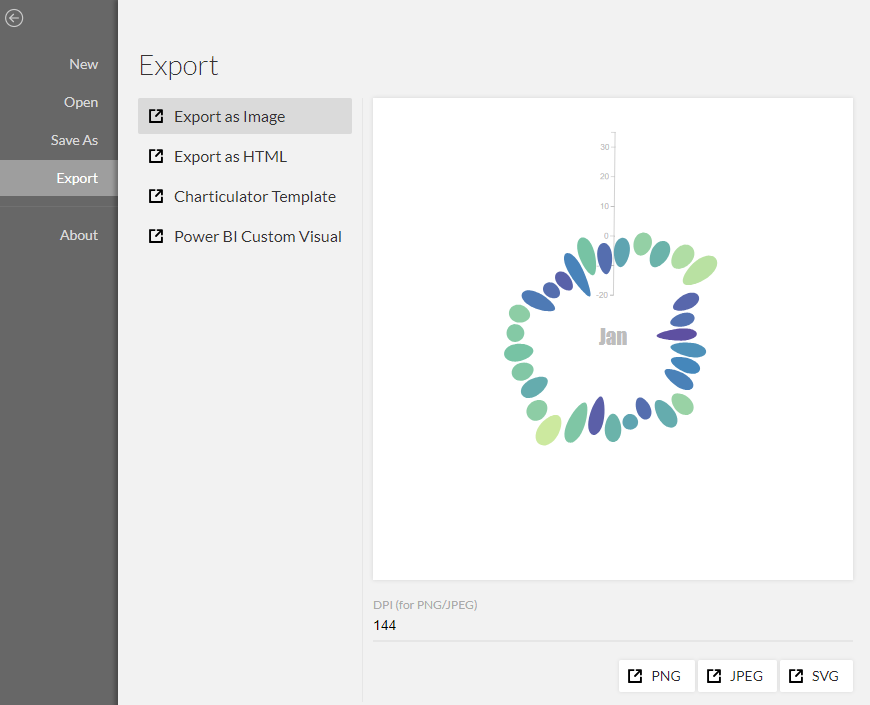 New
Open
Save As
Export
About
Export
Export as Image
Export as HTML
Charticulator Template
Power BI Custom Visual
30
20
10
0
-20
Jan
DPI (for PNG/JPEG)
144
PNG
JPEG
SVG